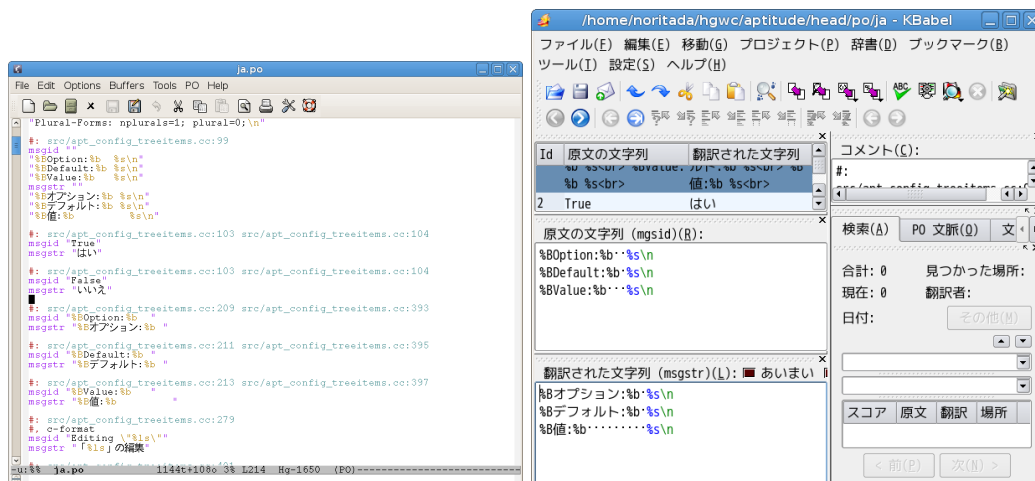 ja.po
File Edit Options Buffers Tools PO Help
"Plural-Forms: nplurals=1; plural=0;\n"
#: src/apt_config_treeitems.cc:99
msgid ""
"%BOption:%b  %s\n"
"%BDefault:%b %s\n"
"%BValue:%b   %s\n"
msgstr ""
"%Bオプション:%b %s\n"
"%Bデフォルト:%b %s\n"
"%B値:%b         %s\n"
#: src/apt_config_treeitems.cc:103 src/apt_config_treeitems.cc:104
msgid "True"
msgstr "はい"
#: src/apt_config_treeitems.cc:103 src/apt_config_treeitems.cc:104
msgid "False"
msgstr "いいえ"
#: src/apt_config_treeitems.cc:209 src/apt_config_treeitems.cc:393
msgid "%BOption:%b  "
msgstr "%Bオプション:%b "
#: src/apt_config_treeitems.cc:211 src/apt_config_treeitems.cc:395
msgid "%BDefault:%b "
msgstr "%Bデフォルト:%b "
#: src/apt_config_treeitems.cc:213 src/apt_config_treeitems.cc:397
msgid "%BValue:%b   "
msgstr "%B値:%b         "
#: src/apt_config_treeitems.cc:279
#, c-format
msgid "Editing \"%ls\""
msgstr "「%ls」の編集"
-u:%% ja.po 1144t+108o 3% L214 Hg-1650 (PO)
/home/noritada/hgwc/aptitude/head/po/ja - KBabel
ファイル(F) 編集(E) 移動(G) プロジェクト(P) 辞書(D) ブックマーク(B)
ツール(T) 設定(S) ヘルプ(H)
ABC
Id 原文の文字列 翻訳された文字列
%b %s<br> %BValue: ルト:%b %s<br> %B
%b %s<br> 値:%b %s<br>
2 True はい
原文の文字列 (mgsid)(R):
%BOption:%b··%s\n
%BDefault:%b·%s\n
%BValue:%b···%s\n
翻訳された文字列 (msgstr)(L): あいまい
%Bオプション:%b·%s\n
%Bデフォルト:%b·%s\n
%B値:%b·········%s\n
コメント(C):
#:
検索(A) PO 文脈(O) 文
合計: 0 見つかった場所:
現在: 0 翻訳者:
日付: その他(M)
スコア 原文 翻訳 場所
< 前(P) 次(N) >